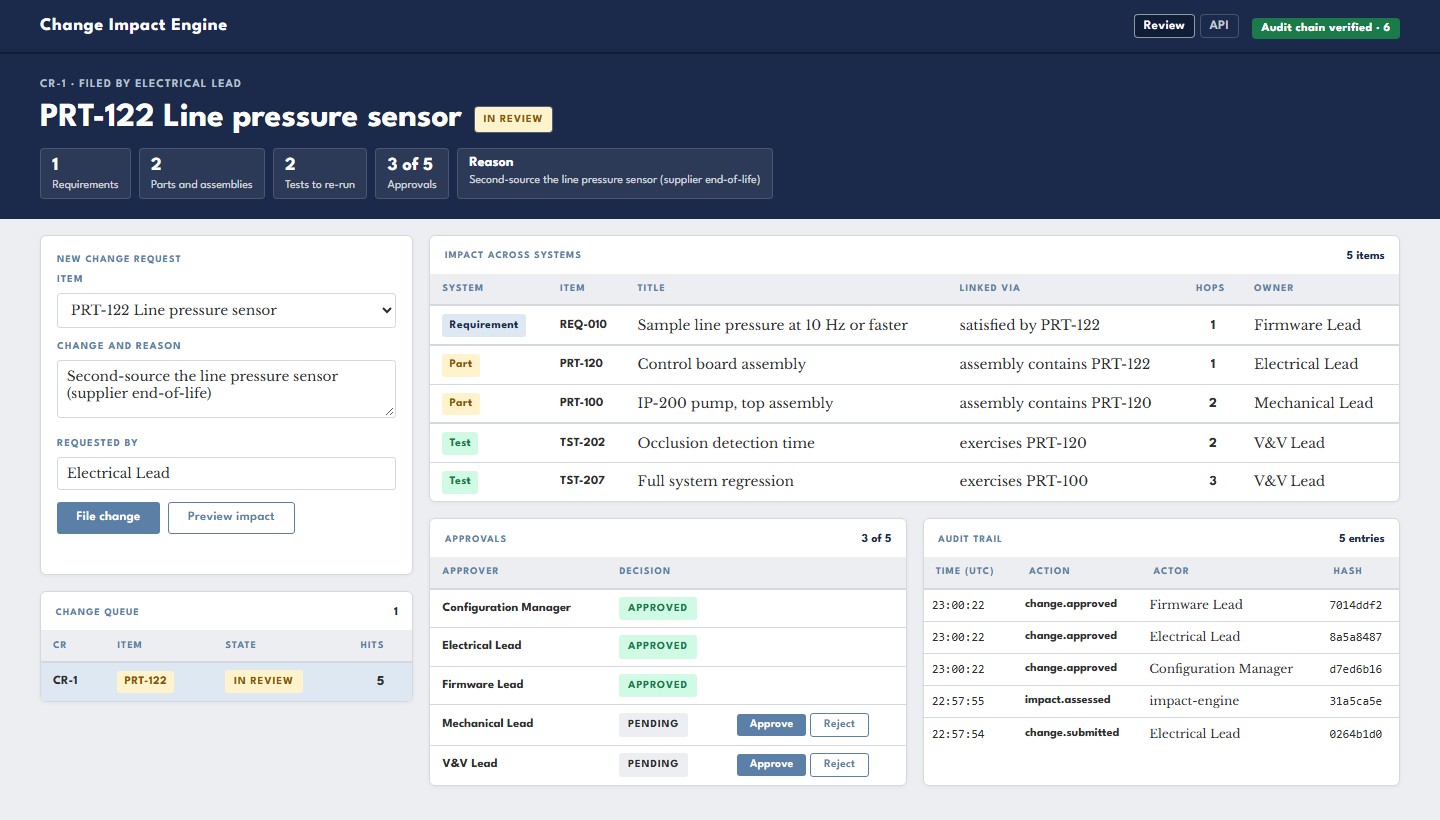 Change Impact Engine
Review API Audit chain verified · 6
CR-1 · FILED BY ELECTRICAL LEAD
PRT-122 Line pressure sensor IN REVIEW
1 2 2 3 of 5 Reason
Requirements Parts and assemblies Tests to re-run Approvals Second-source the line pressure sensor (supplier end-of-life)
NEW CHANGE REQUEST
ITEM
PRT-122 Line pressure sensor
CHANGE AND REASON
Second-source the line pressure sensor
(supplier end-of-life)
REQUESTED BY
Electrical Lead
File change Preview impact
CHANGE QUEUE 1
CR ITEM STATE HITS
CR-1 PRT-122 IN REVIEW 5
IMPACT ACROSS SYSTEMS 5 items
SYSTEM ITEM TITLE LINKED VIA HOPS OWNER
Requirement REQ-010 Sample line pressure at 10 Hz or faster satisfied by PRT-122 1 Firmware Lead
Part PRT-120 Control board assembly assembly contains PRT-122 1 Electrical Lead
Part PRT-100 IP-200 pump, top assembly assembly contains PRT-120 2 Mechanical Lead
Test TST-202 Occlusion detection time exercises PRT-120 2 V&V Lead
Test TST-207 Full system regression exercises PRT-100 3 V&V Lead
APPROVALS 3 of 5
APPROVER DECISION
Configuration Manager APPROVED
Electrical Lead APPROVED
Firmware Lead APPROVED
Mechanical Lead PENDING Approve Reject
V&V Lead PENDING Approve Reject
AUDIT TRAIL 5 entries
TIME (UTC) ACTION ACTOR HASH
23:00:22 change.approved Firmware Lead 7014ddf2
23:00:22 change.approved Electrical Lead 8a5a8487
23:00:22 change.approved Configuration Manager d7ed6b16
22:57:55 impact.assessed impact-engine 31a5ca5e
22:57:54 change.submitted Electrical Lead 0264b1d0